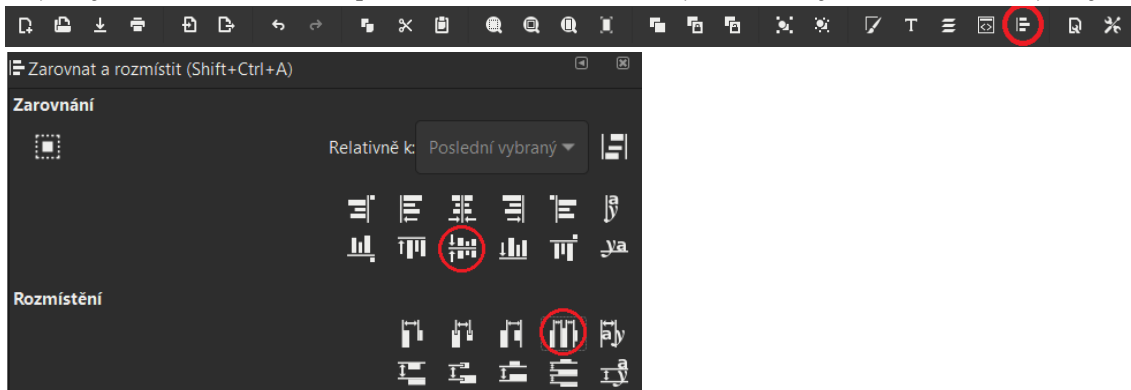 Zarovnat a rozmístit (Shift+Ctrl+A)
Zarovnání
Relativně k: Poslední vybraný
Rozmístění